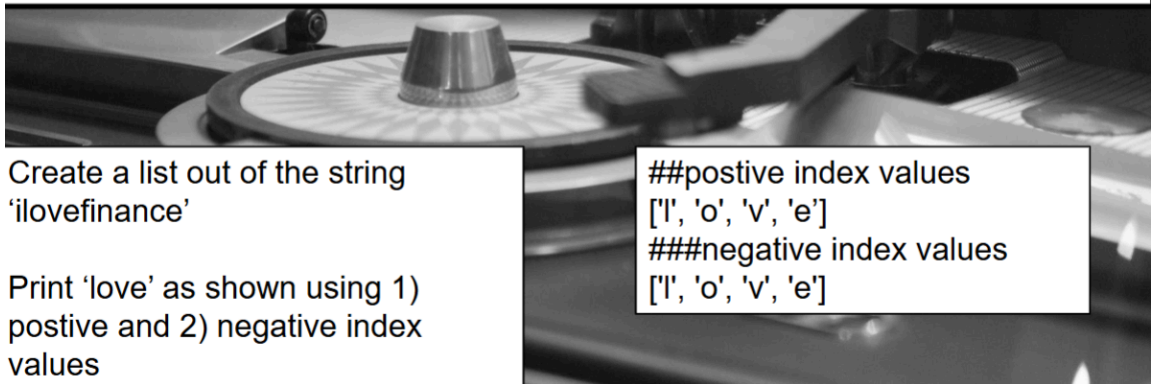 Create a list out of the string
‘ilovefinance’
Print ‘love’ as shown using 1)
postive and 2) negative index
values
##postive index values
['l', 'o', 'v', 'e’]
###negative index values
['l', 'o', 'v', 'e']